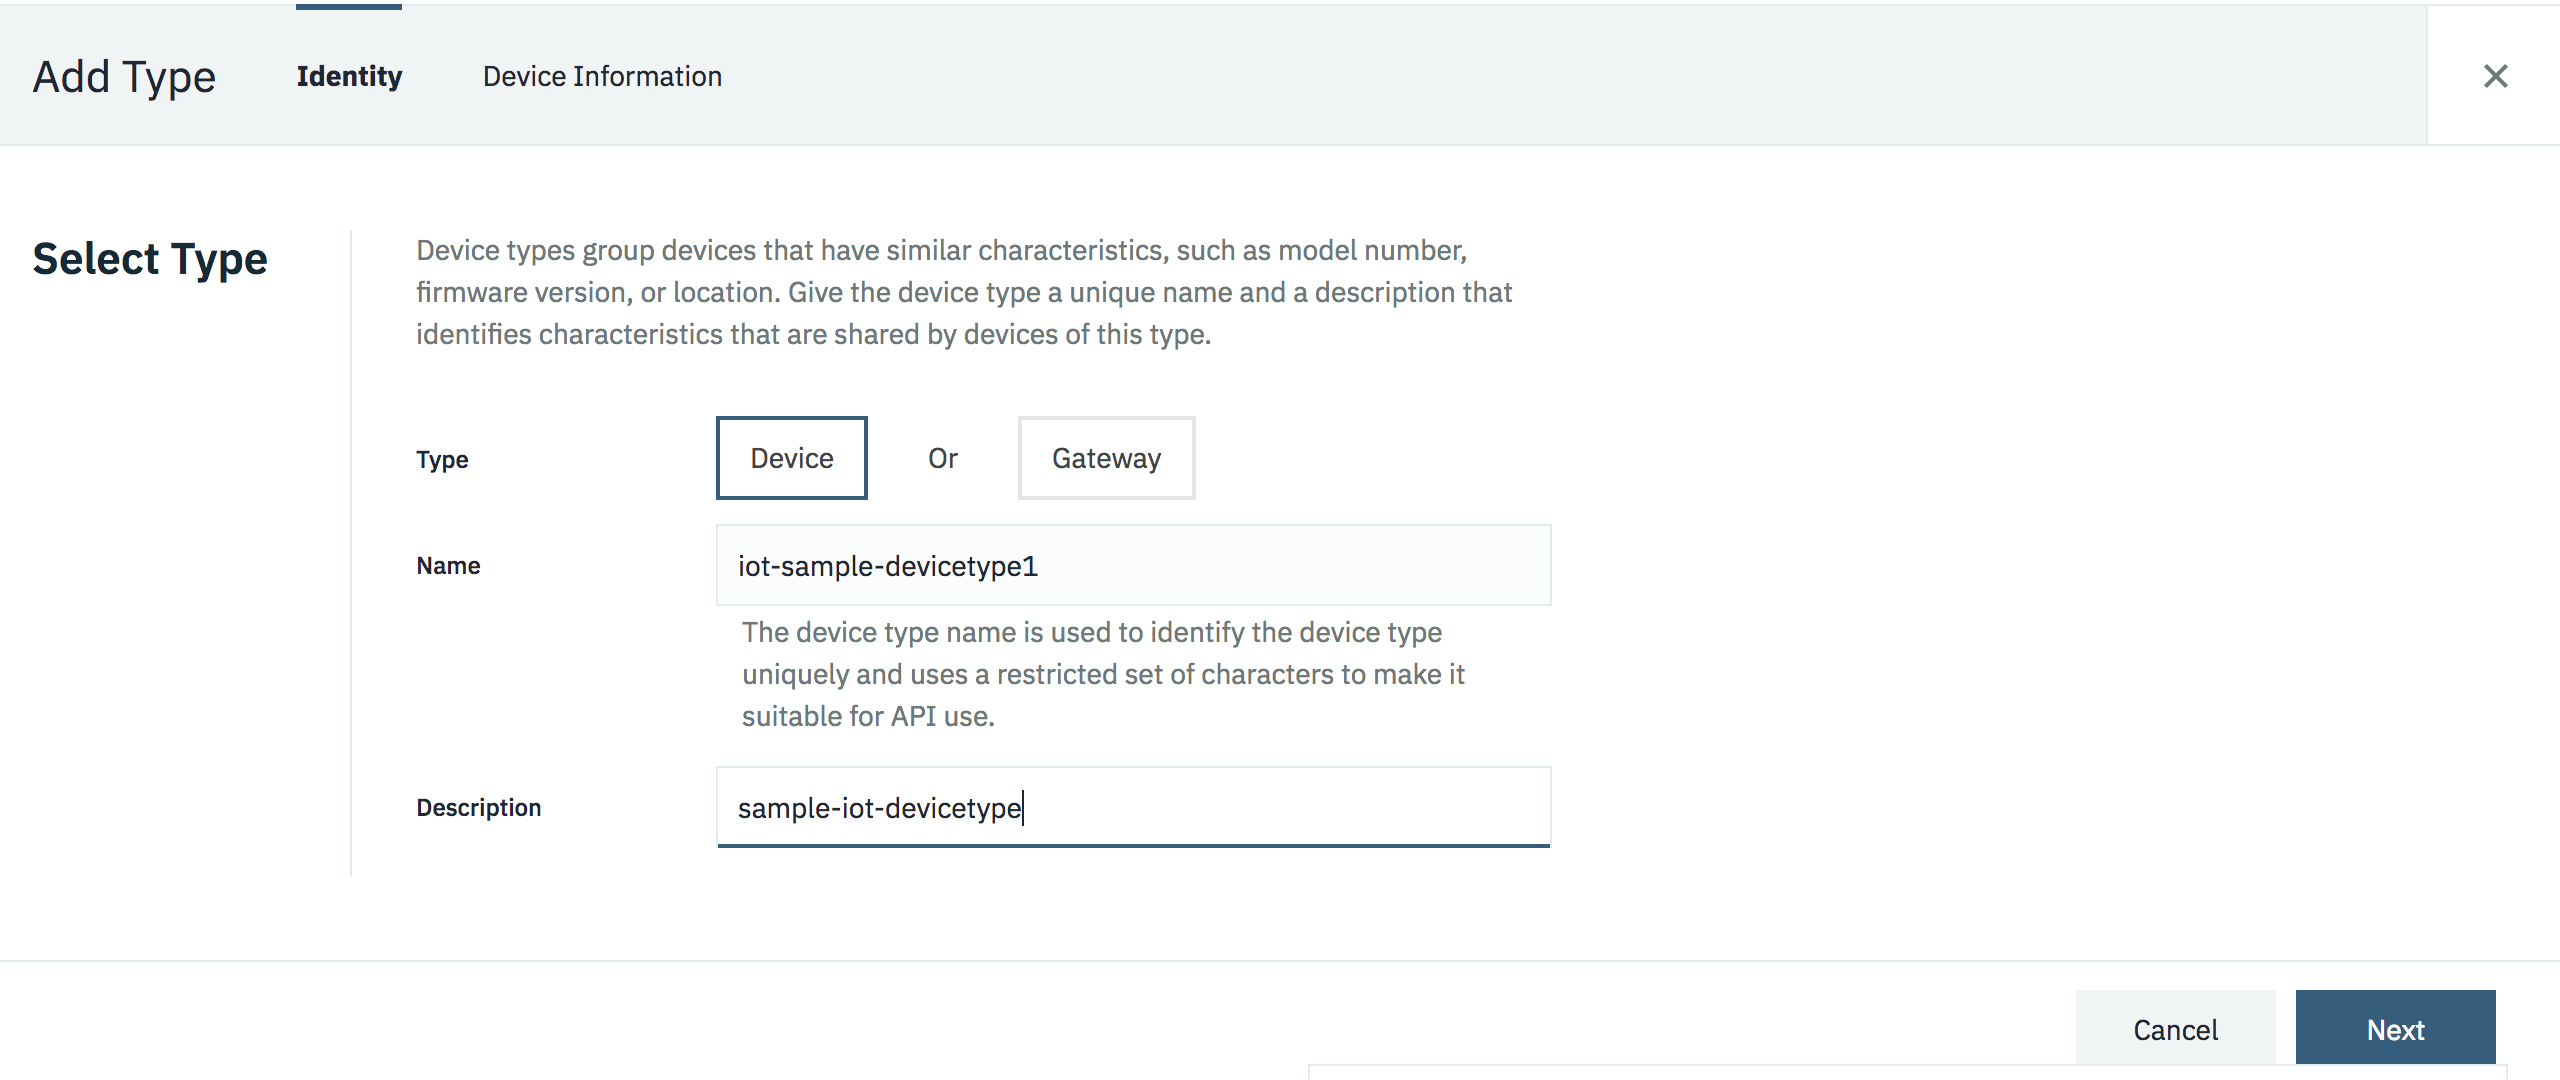 Add Type Identity Device Information
Select Type
Device types group devices that have similar characteristics, such as model number,
firmware version, or location. Give the device type a unique name and a description that
identifies characteristics that are shared by devices of this type.
Type Device Or Gateway
Name iot-sample-devicetype1
The device type name is used to identify the device type
uniquely and uses a restricted set of characters to make it
suitable for API use.
Description sample-iot-devicetype
Cancel Next